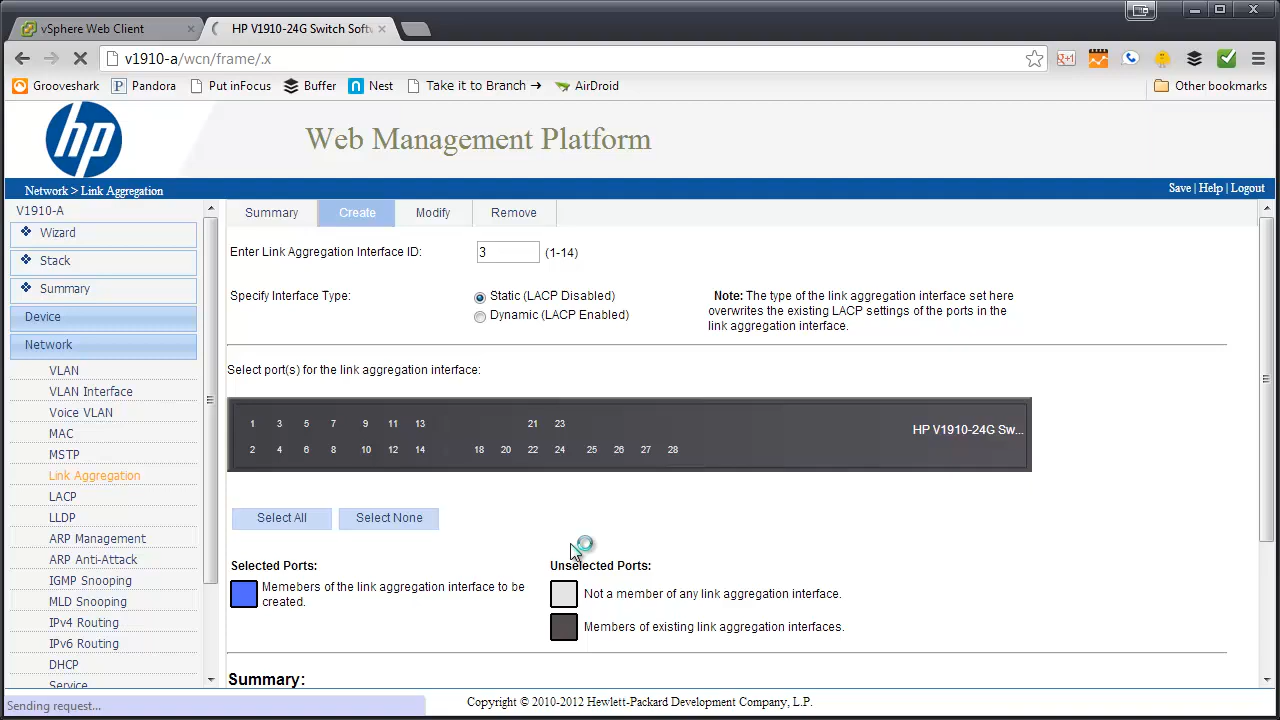 vSphere Web Client
HP V1910-24G Switch Softw
v1910-a/wcn/frame/.x
Grooveshark
Pandora
Put inFocus
Buffer
Nest
Take it to Branch →
AirDroid
Other bookmarks
hp
Web Management Platform
Network > Link Aggregation
Save | Help | Logout
V1910-A
Wizard
Stack
Summary
Device
Network
VLAN
VLAN Interface
Voice VLAN
MAC
MSTP
Link Aggregation
LACP
LLDP
ARP Management
ARP Anti-Attack
IGMP Snooping
MLD Snooping
IPv4 Routing
IPv6 Routing
DHCP
Service
Summary
Create
Modify
Remove
Enter Link Aggregation Interface ID:
3
(1-14)
Specify Interface Type:
Static (LACP Disabled)
Dynamic (LACP Enabled)
Note: The type of the link aggregation interface set here
overwrites the existing LACP settings of the ports in the
link aggregation interface.
Select port(s) for the link aggregation interface:
1 3 5 7 9 11 13 21 23
HP V1910-24G Sw...
2 4 6 8 10 12 14 18 20 22 24 25 26 27 28
Select All
Select None
Selected Ports:
Memebers of the link aggregation interface to be
created.
Unselected Ports:
Not a member of any link aggregation interface.
Members of existing link aggregation interfaces.
Summary:
Sending request...
Copyright © 2010-2012 Hewlett-Packard Development Company, L.P.